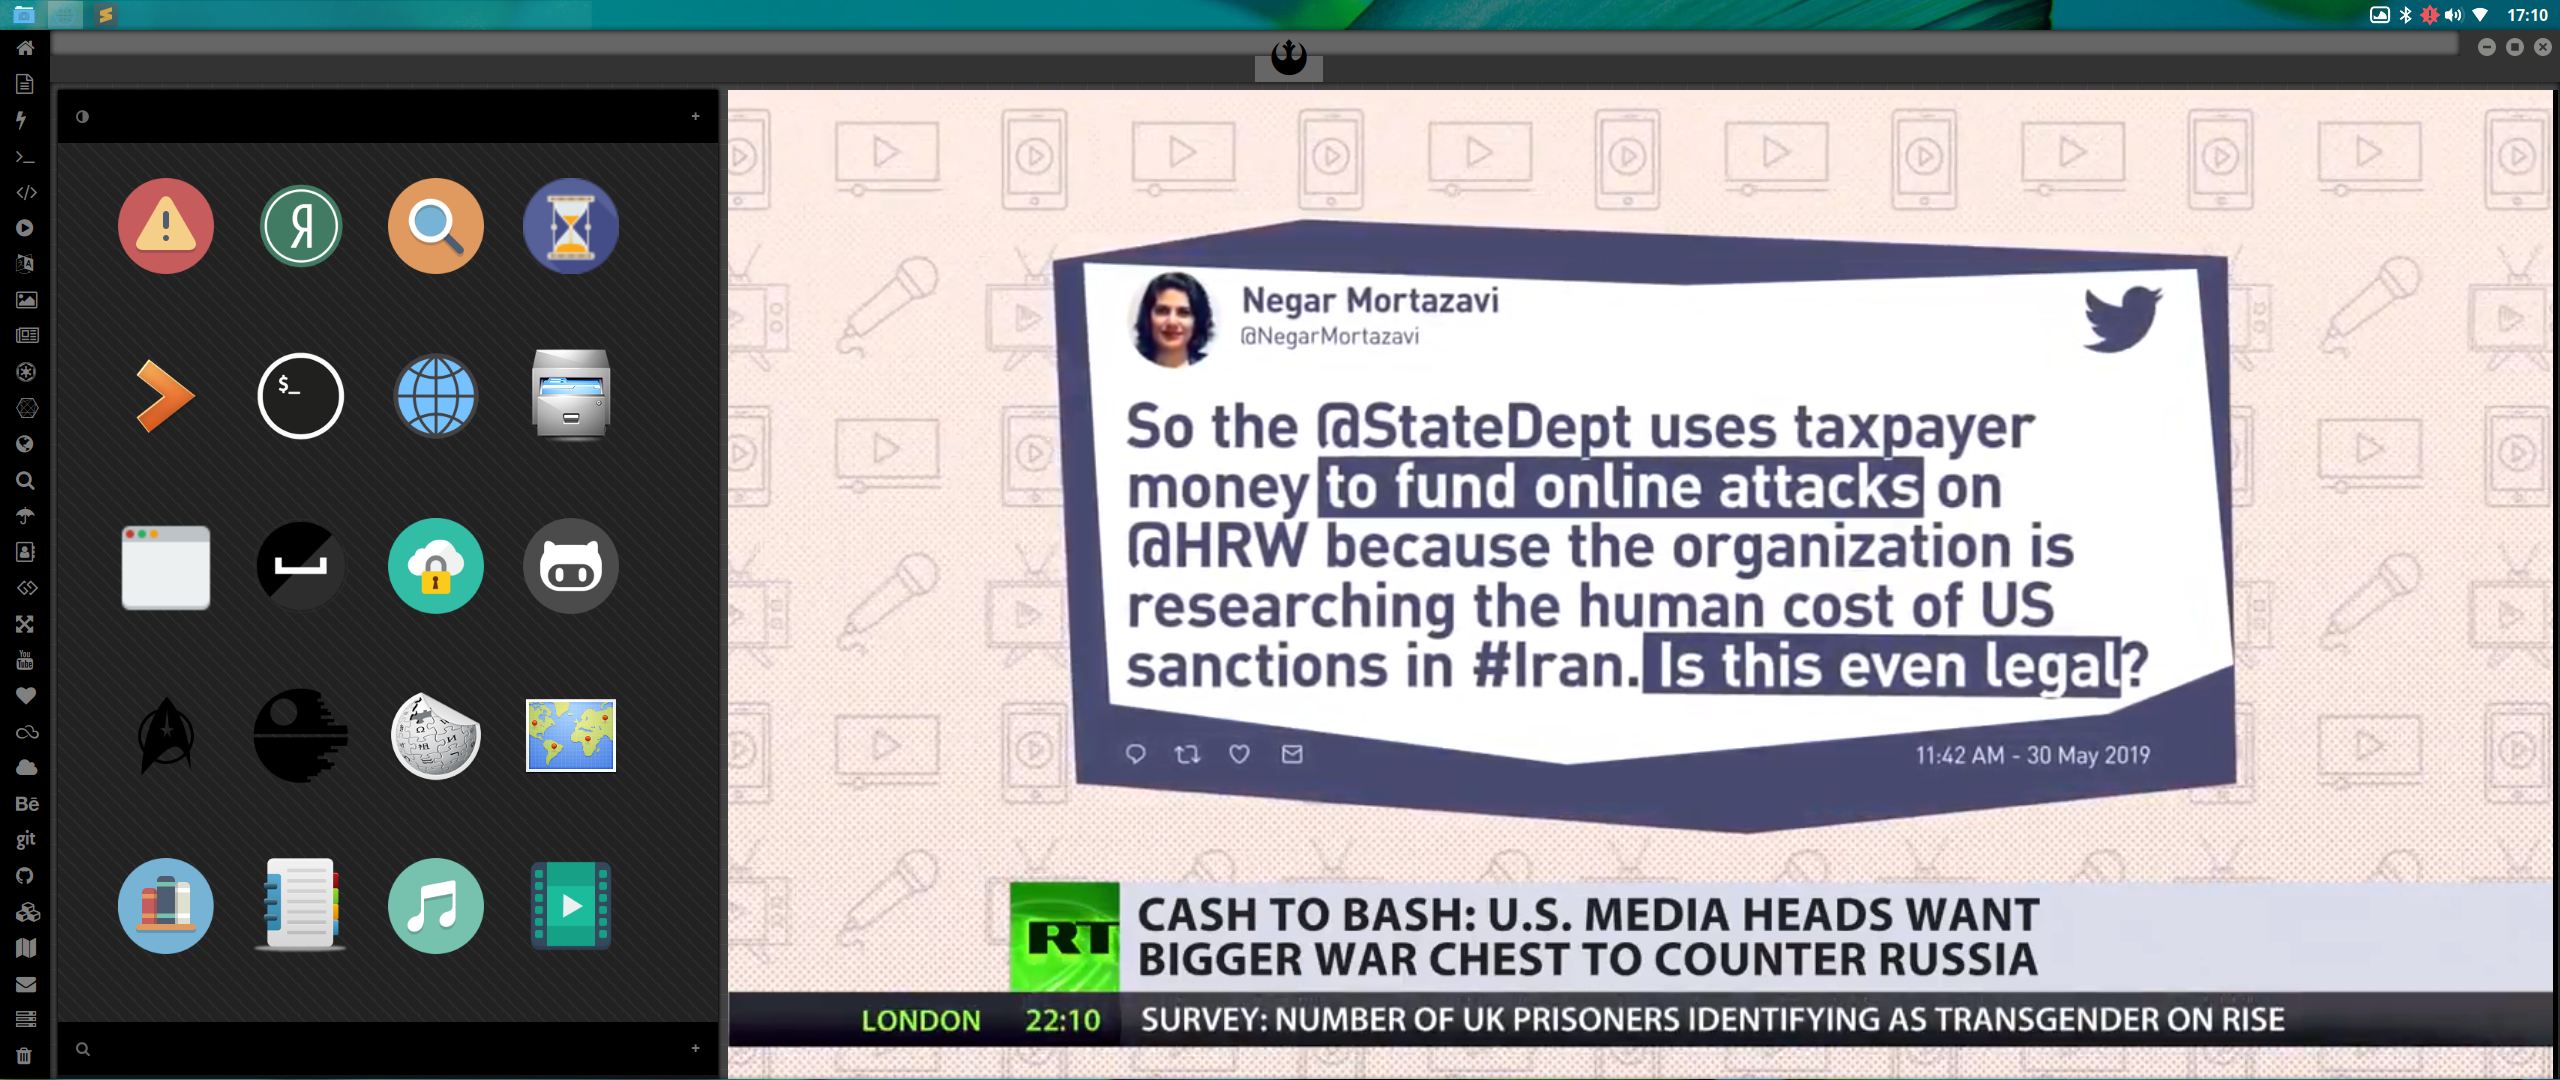 17:10
Negar Mortazavi
@NegarMortazavi
So the @StateDept uses taxpayer
money to fund online attacks on
@HRW because the organization is
researching the human cost of US
sanctions in #Iran. Is this even legal?
11:42 AM - 30 May 2019
RT
CASH TO BASH: U.S. MEDIA HEADS WANT
BIGGER WAR CHEST TO COUNTER RUSSIA
LONDON 22:10 SURVEY: NUMBER OF UK PRISONERS IDENTIFYING AS TRANSGENDER ON RISE
Я
$_
You
Tube
Bē
git